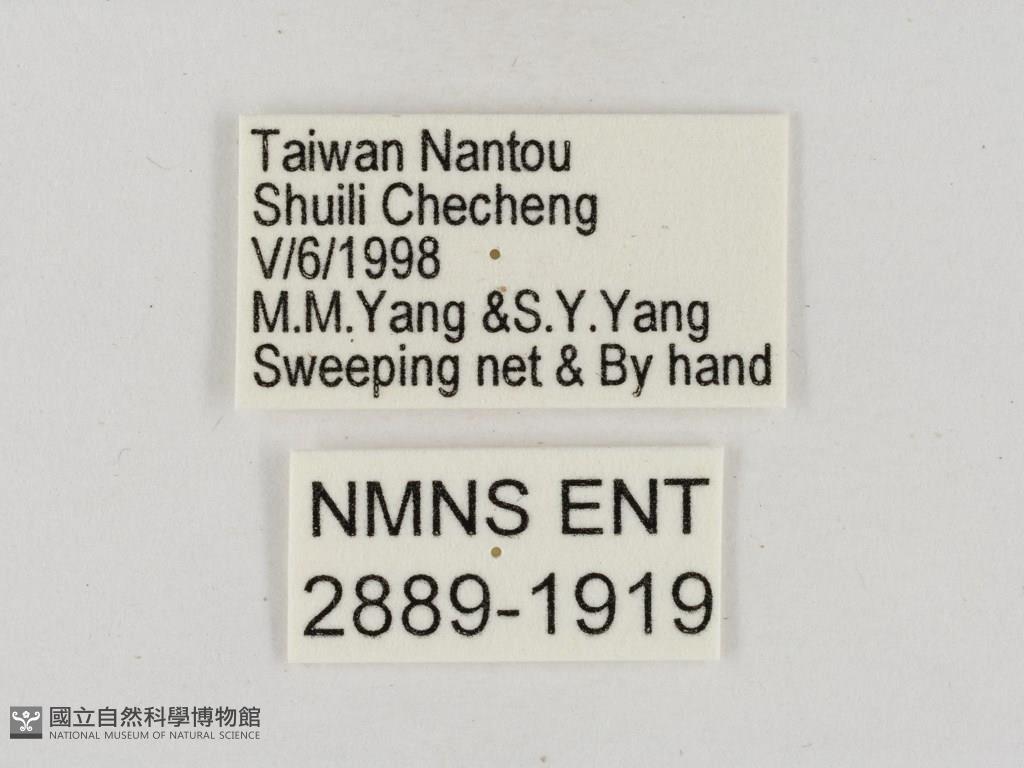 Taiwan Nantou
Shuili Checheng
V/6/1998
M.M.Yang &S.Y.Yang
Sweeping net & By hand
NMNS ENT
2889-1919
國立自然科學博物館
NATIONAL MUSEUM OF NATURAL SCIENCE